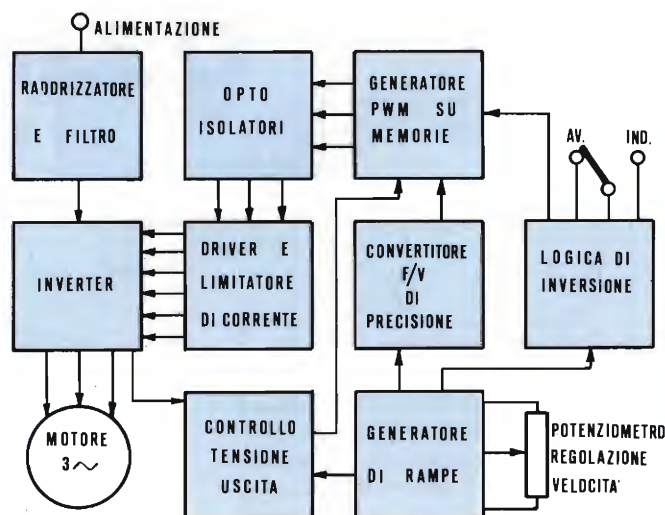 ALIMENTAZIONE
RADDRIZZATORE
E FILTRO
OPTO
ISOLATORI
GENERATORE
PWM SU
MEMORIE
AV.
IND.
INVERTER
DRIVER E
LIMITATORE
DI CORRENTE
CONVERTITORE
F/V
DI
PRECISIONE
LOGICA DI
INVERSIONE
MOTORE
3~
CONTROLLO
TENSIONE
USCITA
GENERATORE
DI RAMPE
POTENZIOMETRO
REGOLAZIONE
VELOCITA'